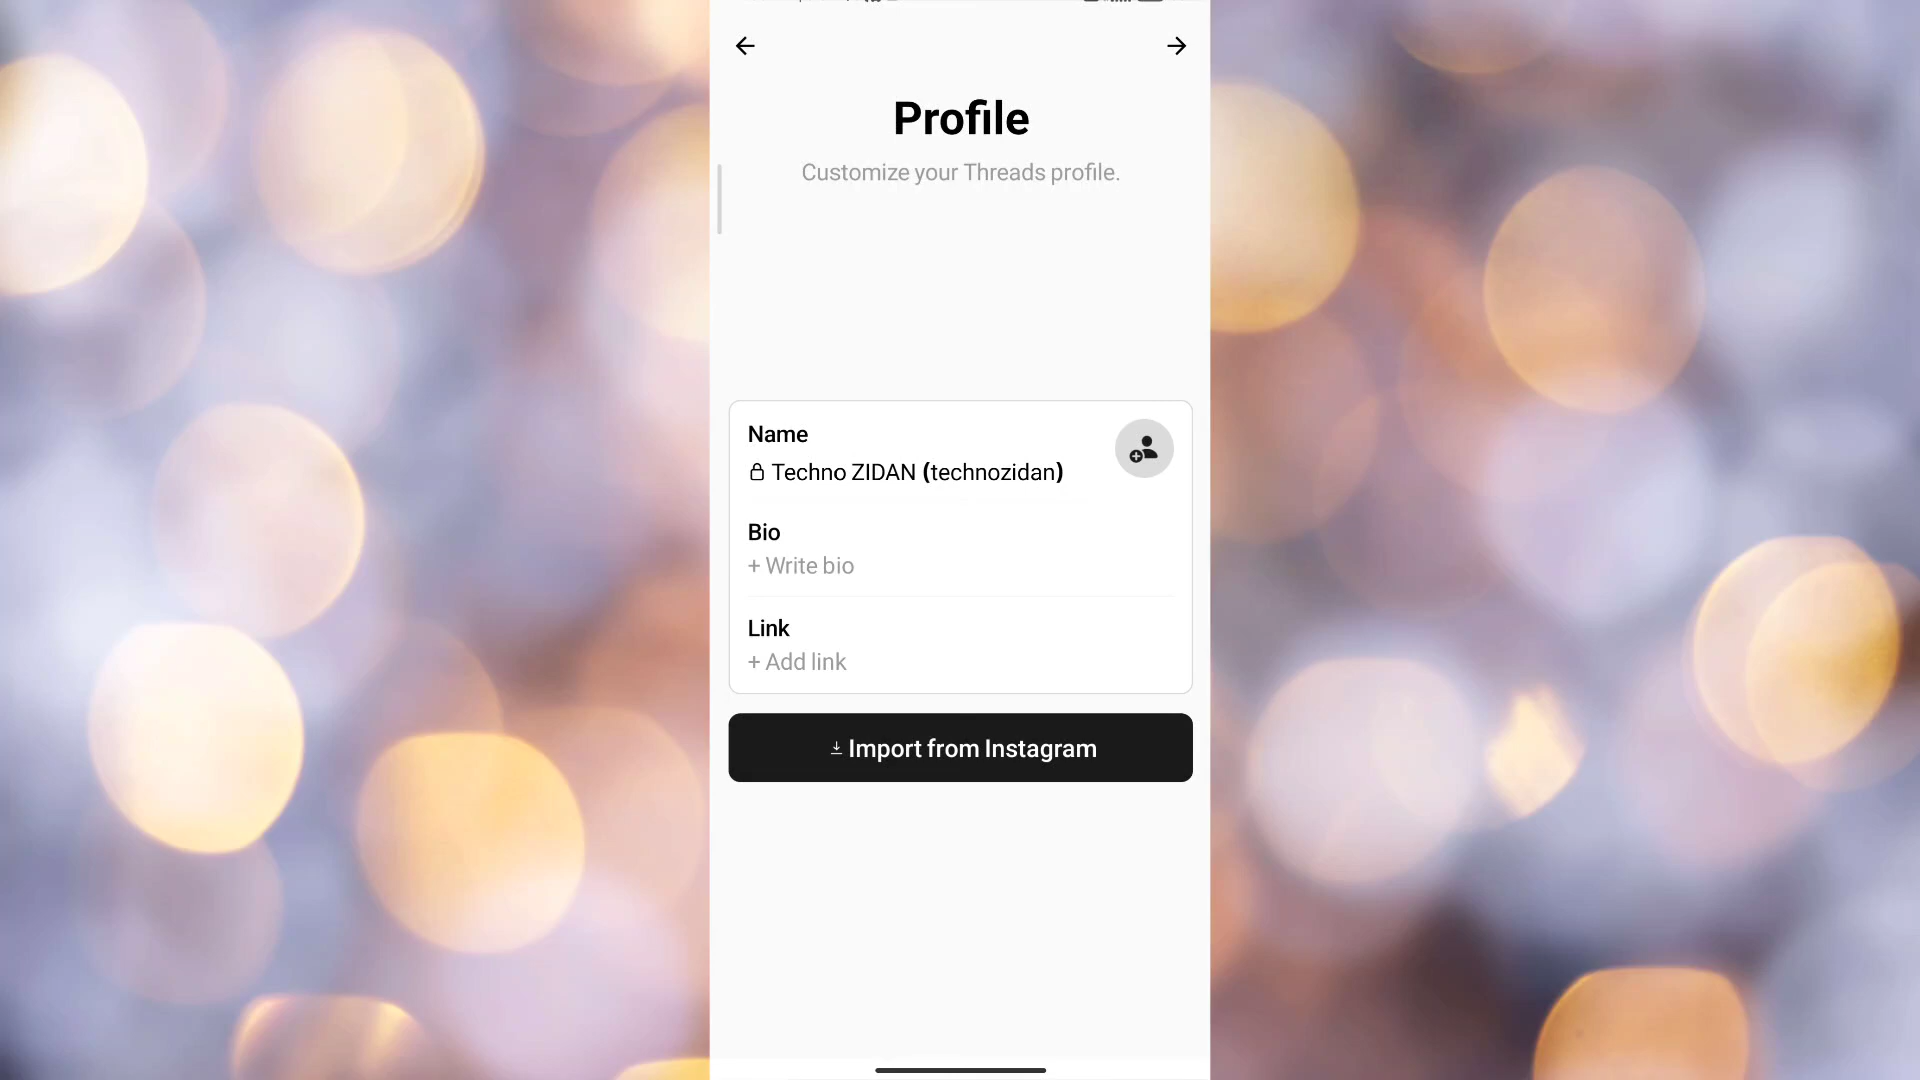 Profile
Customize your Threads profile.
Name
Techno ZIDAN (technozidan)
Bio
+ Write bio
Link
+ Add link
Import from Instagram